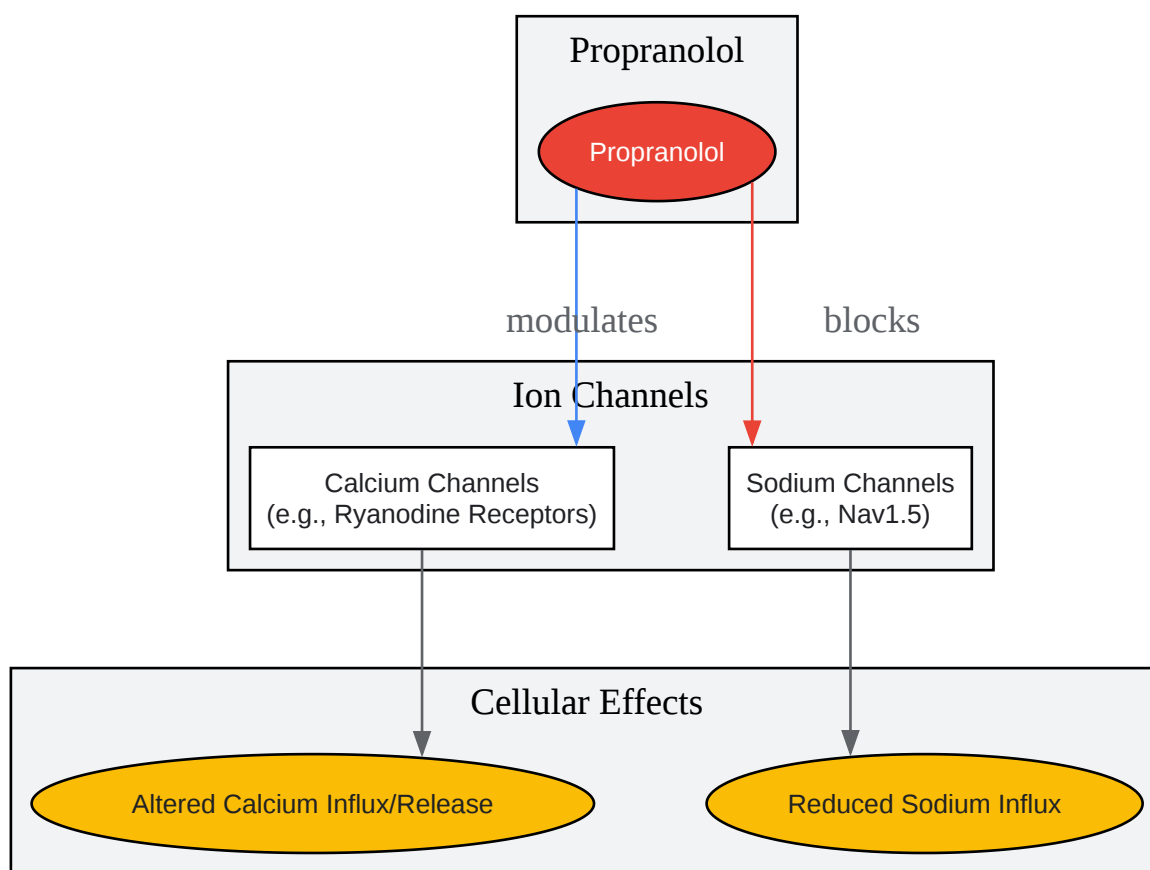 Propranolol
Propranolol
modulates
blocks
Ion Channels
Calcium Channels
(e.g., Ryanodine Receptors)
Sodium Channels
(e.g., Nav1.5)
Cellular Effects
Altered Calcium Influx/Release
Reduced Sodium Influx